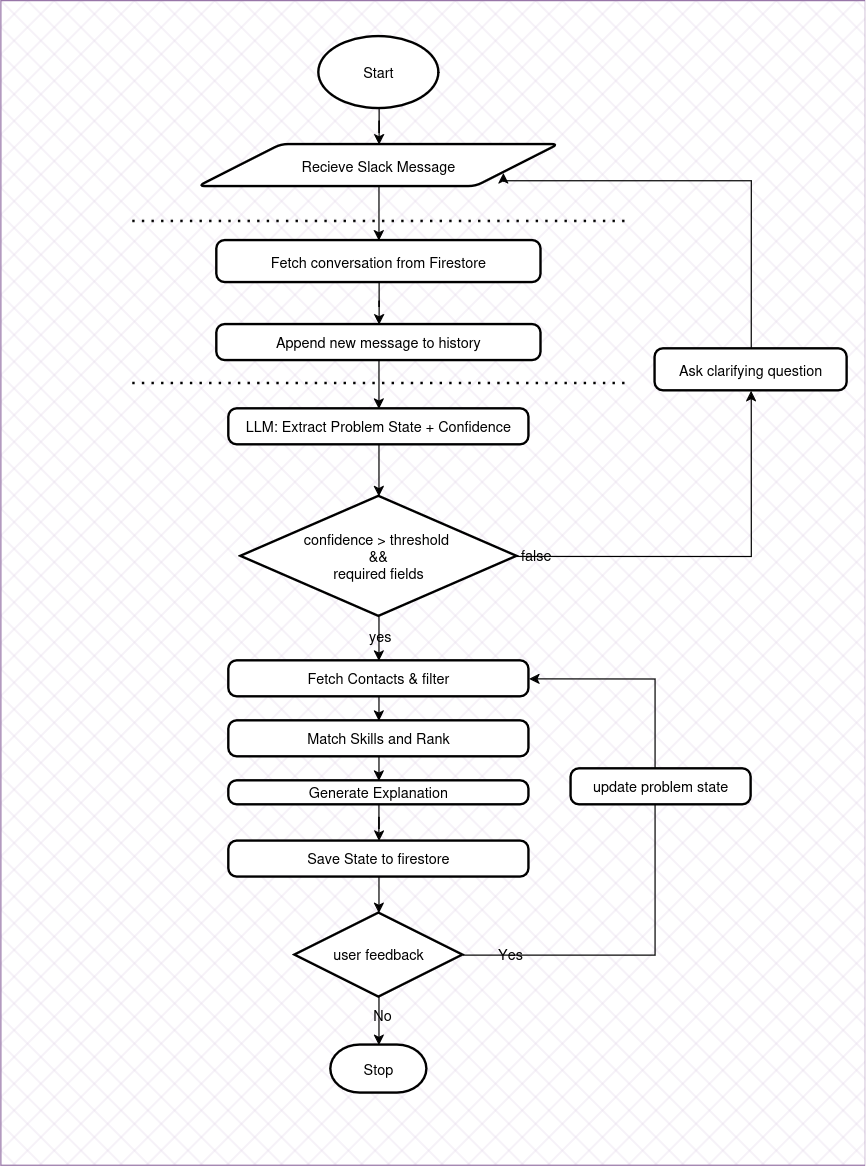 Start
Recieve Slack Message
Fetch conversation from Firestore
Append new message to history
Ask clarifying question
LLM: Extract Problem State + Confidence
confidence > threshold
&&
required fields
false
yes
Fetch Contacts & filter
Match Skills and Rank
update problem state
Generate Explanation
Save State to firestore
user feedback
Yes
No
Stop